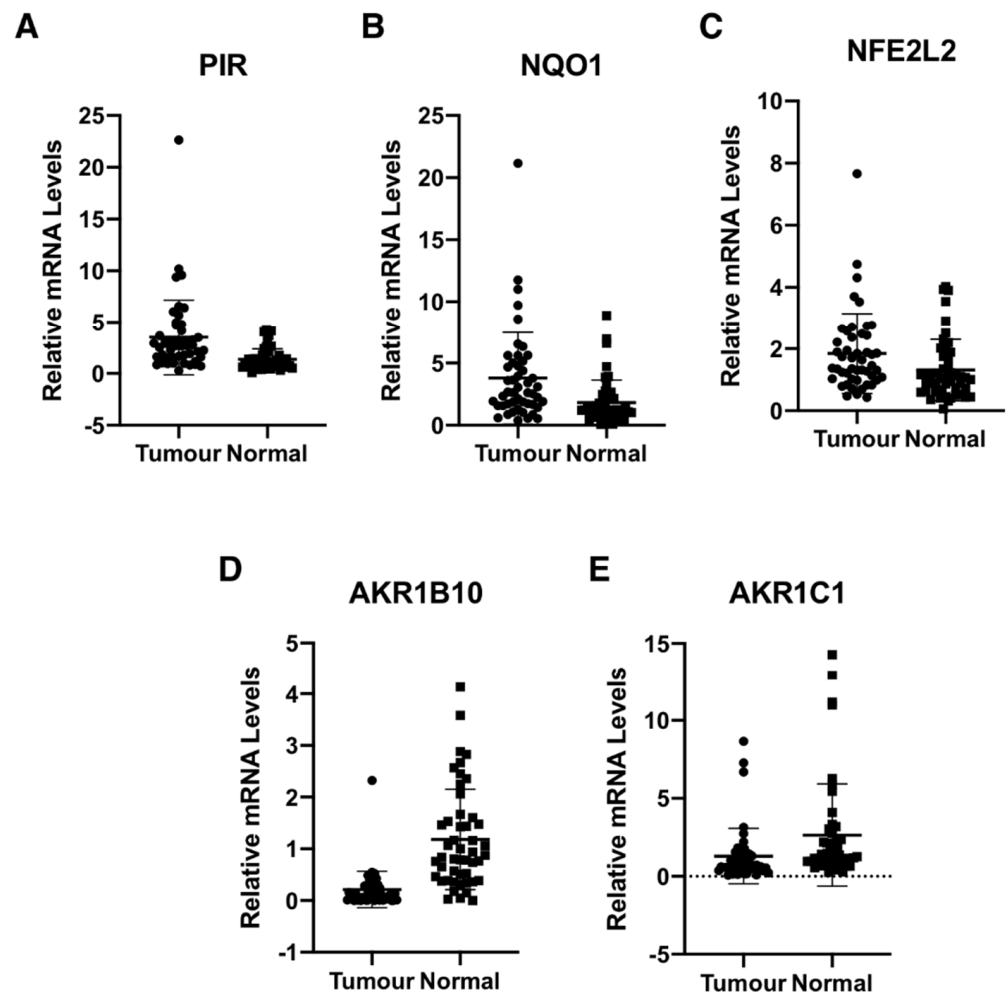 A
PIR
Relative mRNA Levels
25
20
15
10
5
0
-5
Tumour Normal
B
NQO1
Relative mRNA Levels
25
20
15
10
5
0
Tumour Normal
C
NFE2L2
Relative mRNA Levels
10
8
6
4
2
0
Tumour Normal
D
AKR1B10
Relative mRNA Levels
5
4
3
2
1
0
-1
Tumour Normal
E
AKR1C1
Relative mRNA Levels
15
10
5
0
-5
Tumour Normal